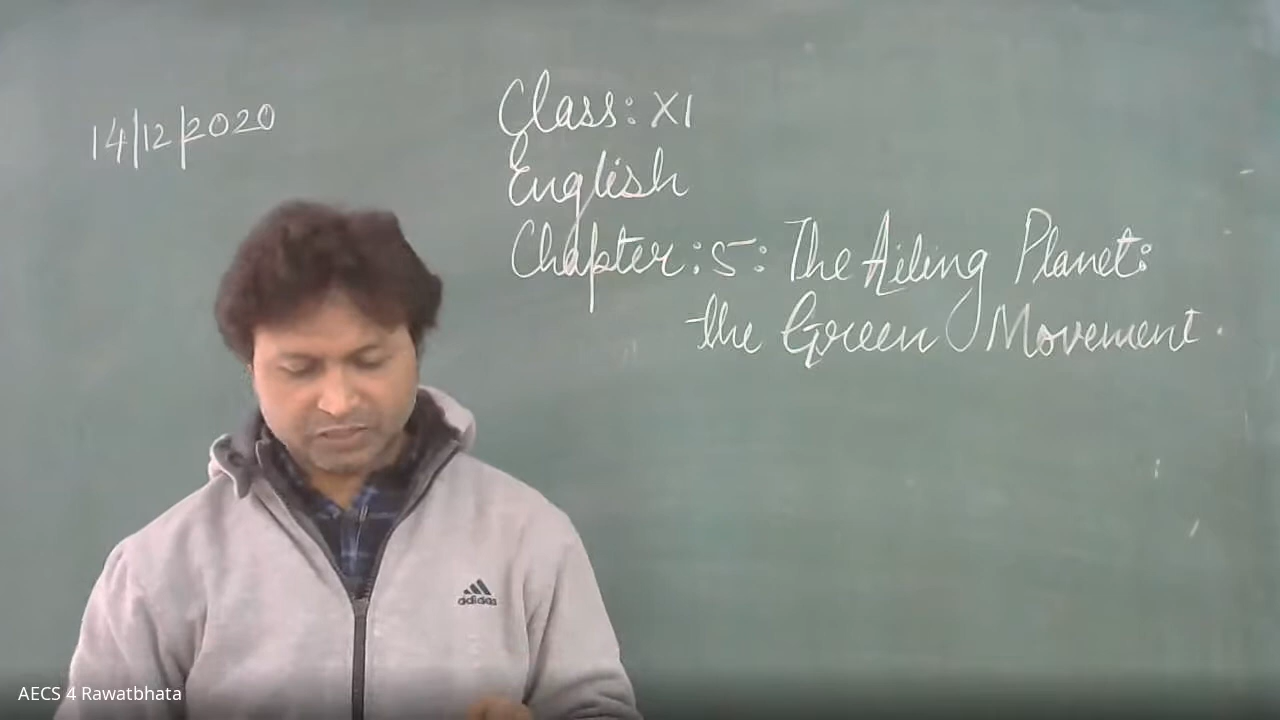 14/12/2020
Class: XI
English
Chapter:5: The Ailing Planet:
the Green Movement.
adidas
AECS 4 Rawatbhata